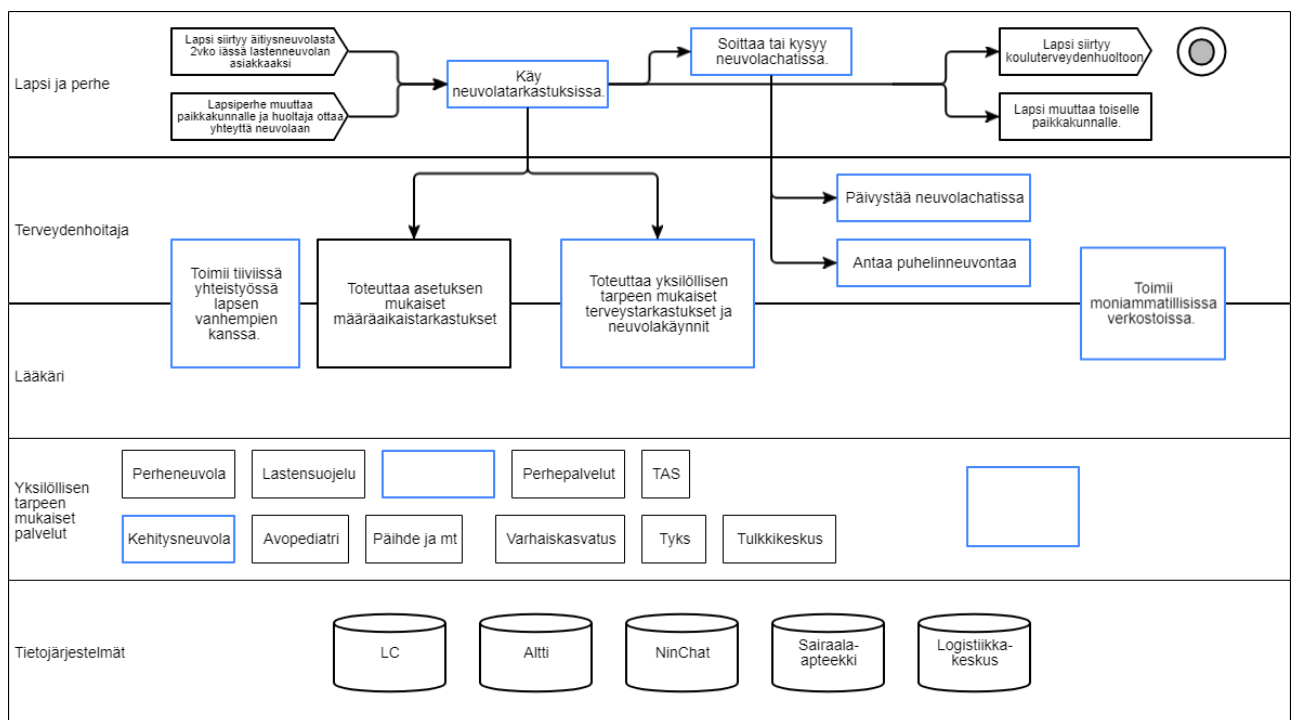 Lapsi ja perhe
Lapsi siirtyy äitiysneuvolasta
2vko iässä lastenneuvolan
asiakkaaksi
Lapsiperhe muuttaa
paikkakunnalle ja huoltaja ottaa
yhteyttä neuvolaan
Käy
neuvolatarkastuksissa.
Soittaa tai kysyy
neuvolachatissa.
Lapsi siirtyy
kouluterveydenhuoltoon
Lapsi muuttaa toiselle
paikkakunnalle.
Terveydenhoitaja
Päivystää neuvolachatissa
Antaa puhelinneuvontaa
Toimii tiiviissä
yhteistyössä
lapsen
vanhempien
kanssa.
Toteuttaa asetuksen
mukaiset
määräaikaistarkastukset
Toteuttaa yksilöllisen
tarpeen mukaiset
terveystarkastukset ja
neuvolakäynnit
Toimii
moniammatillisissa
verkostoissa.
Lääkäri
Yksilöllisen
tarpeen
mukaiset
palvelut
Perheneuvola
Lastensuojelu
Perhepalvelut
TAS
Kehitysneuvola
Avopediatri
Päihde ja mt
Varhaiskasvatus
Tyks
Tulkkikeskus
Tietojärjestelmät
LC
Altti
NinChat
Sairaala-
apteekki
Logistiikka-
keskus